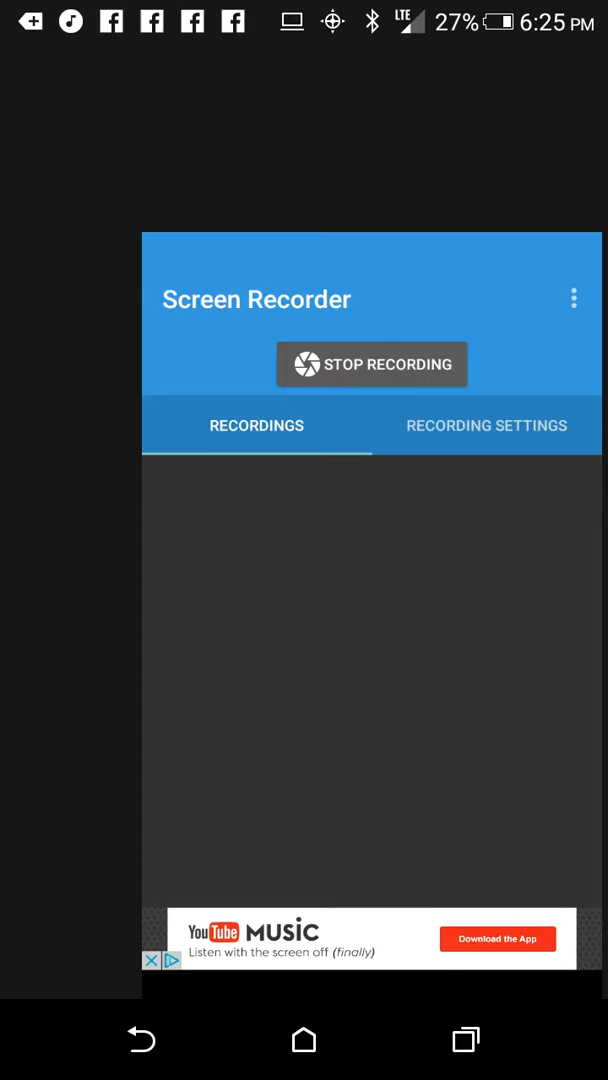 LTE 27% 6:25 PM
Screen Recorder
STOP RECORDING
RECORDINGS RECORDING SETTINGS
YouTube MUSIC
Listen with the screen off (finally)
Download the App